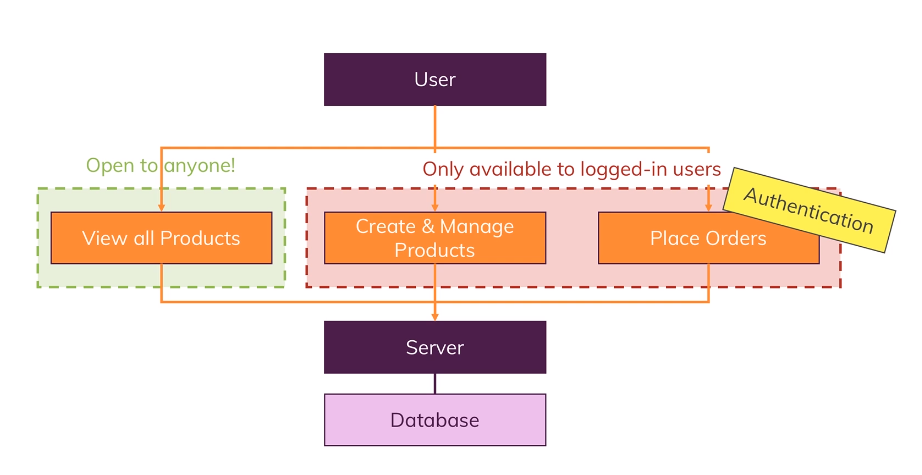 User
Open to anyone!
Only available to logged-in users
Authentication
View all Products
Create & Manage
Products
Place Orders
Server
Database